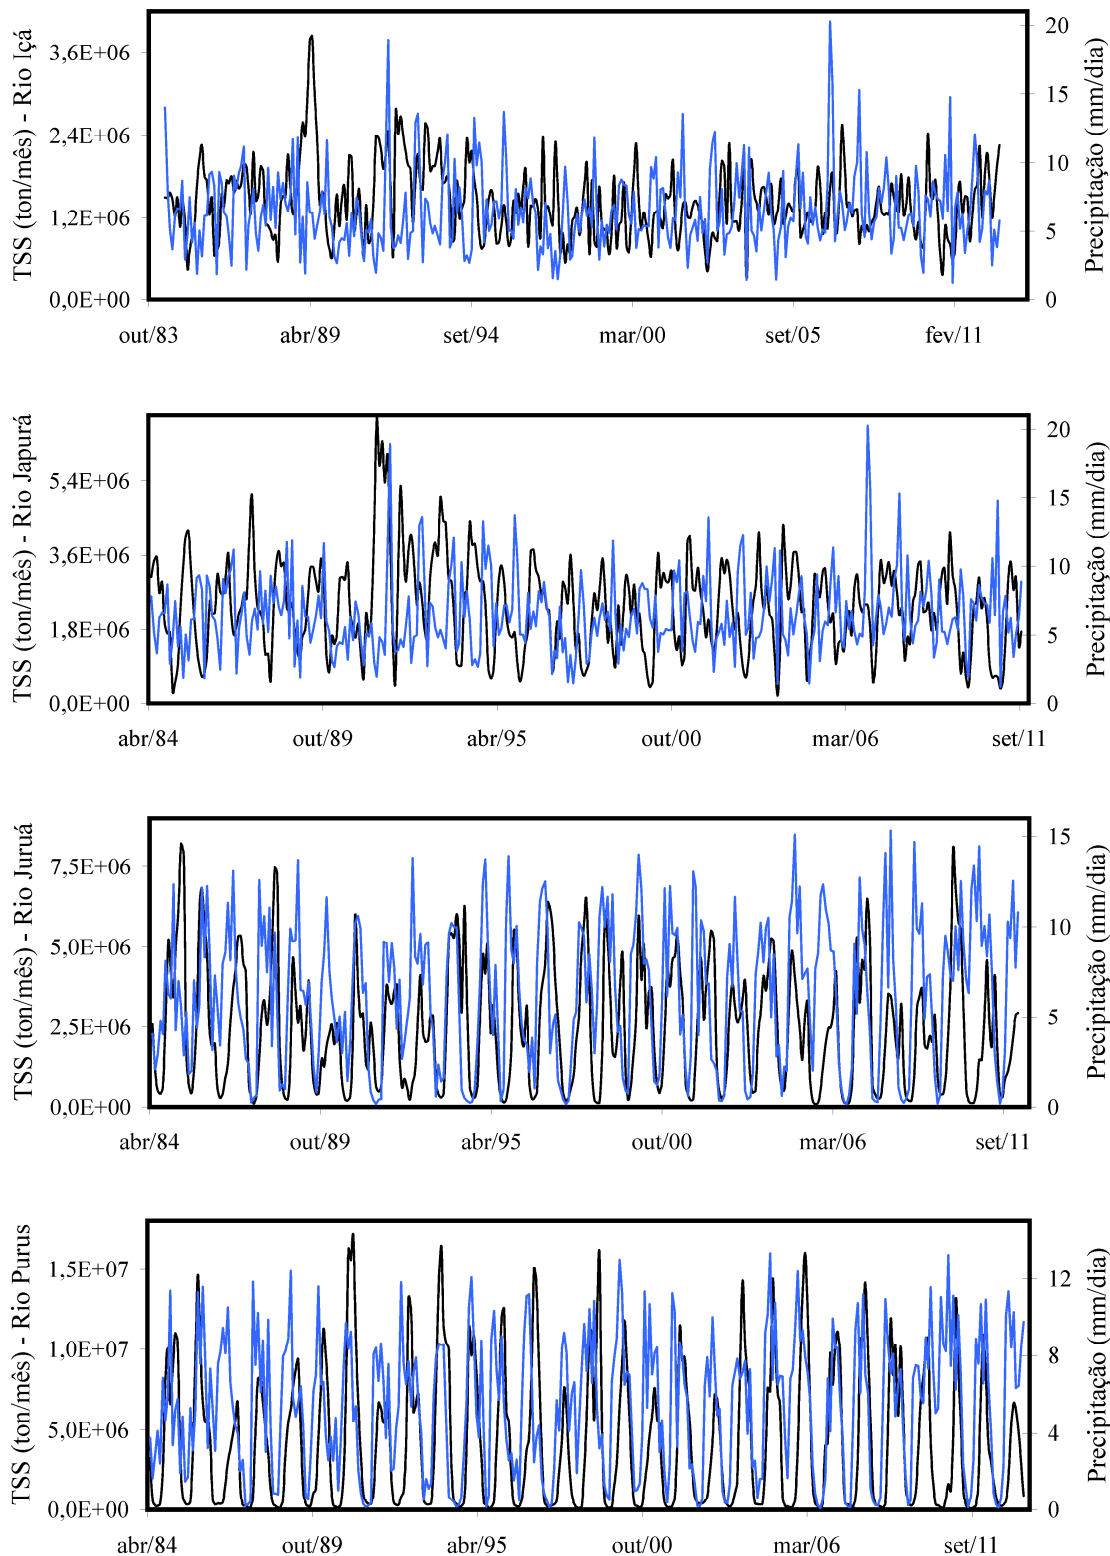 TSS (ton/mês) - Rio Içá
3,6E+06
2,4E+06
1,2E+06
0,0E+00
20
15
10
5
0
Precipitação (mm/dia)
out/83
abr/89
set/94
mar/00
set/05
fev/11
TSS (ton/mês) - Rio Japurá
5,4E+06
3,6E+06
1,8E+06
0,0E+00
20
15
10
5
0
Precipitação (mm/dia)
abr/84
out/89
abr/95
out/00
mar/06
set/11
TSS (ton/mês) - Rio Juruá
7,5E+06
5,0E+06
2,5E+06
0,0E+00
15
10
5
0
Precipitação (mm/dia)
abr/84
out/89
abr/95
out/00
mar/06
set/11
TSS (ton/mês) - Rio Purus
1,5E+07
1,0E+07
5,0E+06
0,0E+00
12
8
4
0
Precipitação (mm/dia)
abr/84
out/89
abr/95
out/00
mar/06
set/11